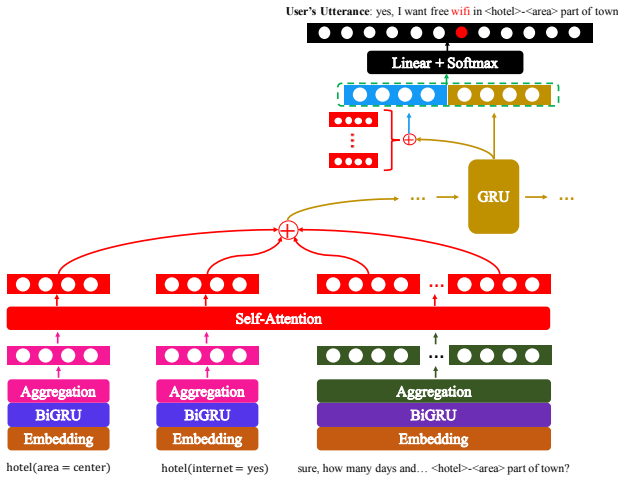 User's Utterance: yes, I want free wifi in <hotel>-<area> part of town
Linear + Softmax
GRU
...
...
...
Self-Attention
...
Aggregation
Aggregation
Aggregation
BiGRU
BiGRU
BiGRU
Embedding
Embedding
Embedding
hotel(area = center)
hotel(internet = yes)
sure, how many days and... <hotel>-<area> part of town?